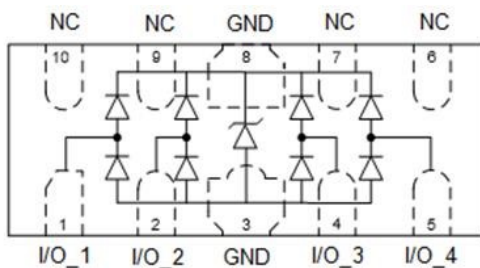 NC NC GND NC NC
10 9 8 7 6
1 2 3 4 5
I/O_1 I/O_2 GND I/O_3 I/O_4